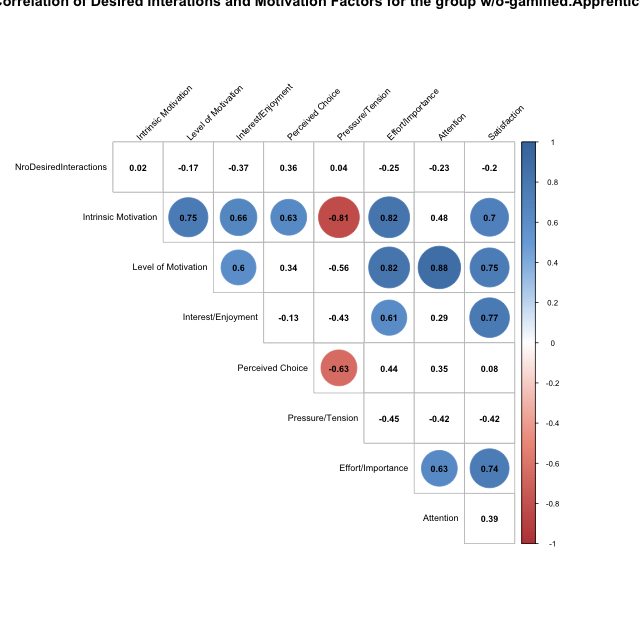 Correlation of Desired Interations and Motivation Factors for the group w/o-gamified.Apprentic
Intrinsic Motivation
Level of Motivation
Interest/Enjoyment
Perceived Choice
Pressure/Tension
Effort/Importance
Attention
Satisfaction
NroDesiredInteractions 0.02 -0.17 -0.37 0.36 0.04 -0.25 -0.23 -0.2
Intrinsic Motivation 0.75 0.66 0.63 -0.81 0.82 0.48 0.7
Level of Motivation 0.6 0.34 -0.56 0.82 0.88 0.75
Interest/Enjoyment -0.13 -0.43 0.61 0.29 0.77
Perceived Choice -0.63 0.44 0.35 0.08
Pressure/Tension -0.45 -0.42 -0.42
Effort/Importance 0.63 0.74
Attention 0.39
1
0.8
0.6
0.4
0.2
0
-0.2
-0.4
-0.6
-0.8
-1